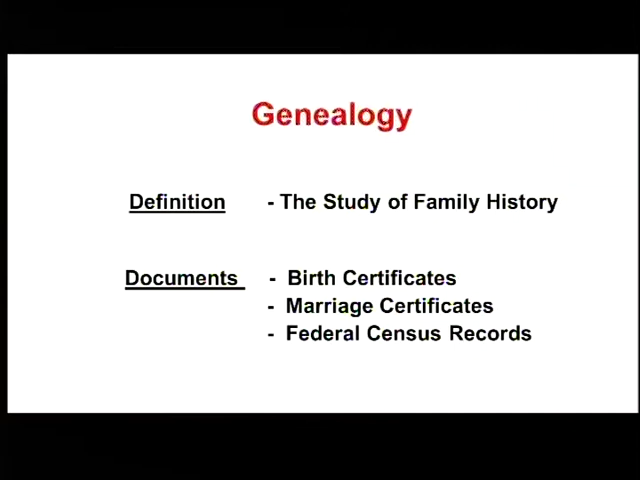 Genealogy
Definition - The Study of Family History
Documents - Birth Certificates
- Marriage Certificates
- Federal Census Records